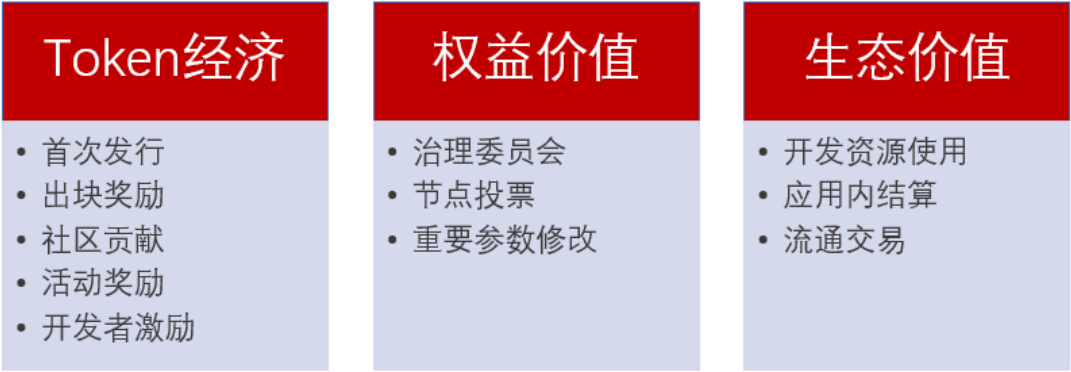 Token经济
• 首次发行
• 出块奖励
• 社区贡献
• 活动奖励
• 开发者激励
权益价值
• 治理委员会
• 节点投票
• 重要参数修改
生态价值
• 开发资源使用
• 应用内结算
• 流通交易